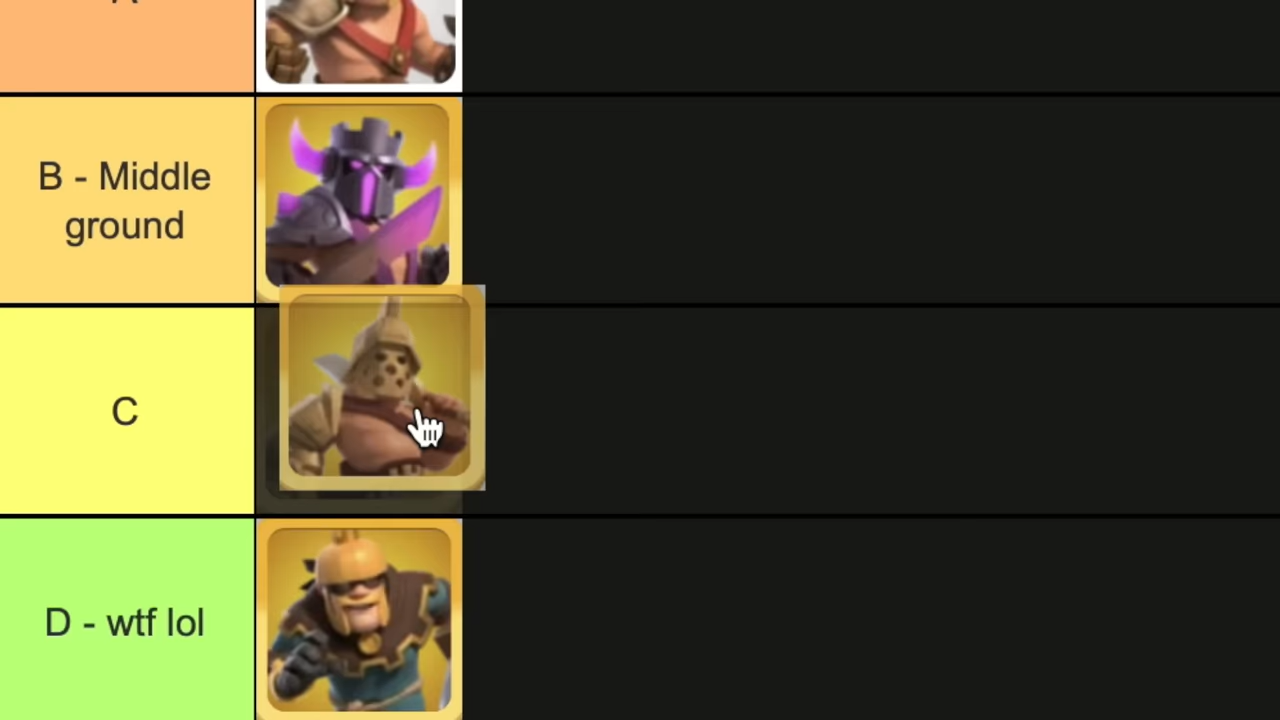 A
B - Middle
ground
C
D - wtf lol